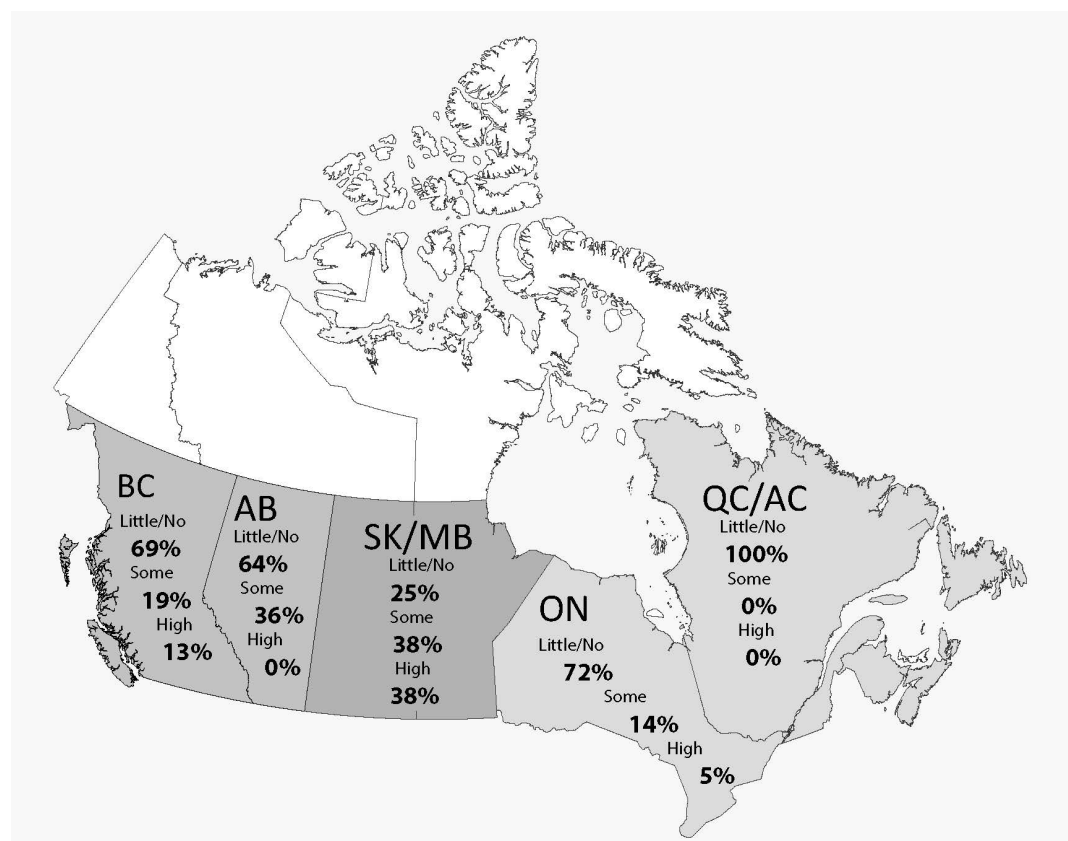 BC
Little/No
69%
Some
19%
High
13%
AB
Little/No
64%
Some
36%
High
0%
SK/MB
Little/No
25%
Some
38%
High
38%
ON
Little/No
72%
Some
14%
High
5%
QC/AC
Little/No
100%
Some
0%
High
0%